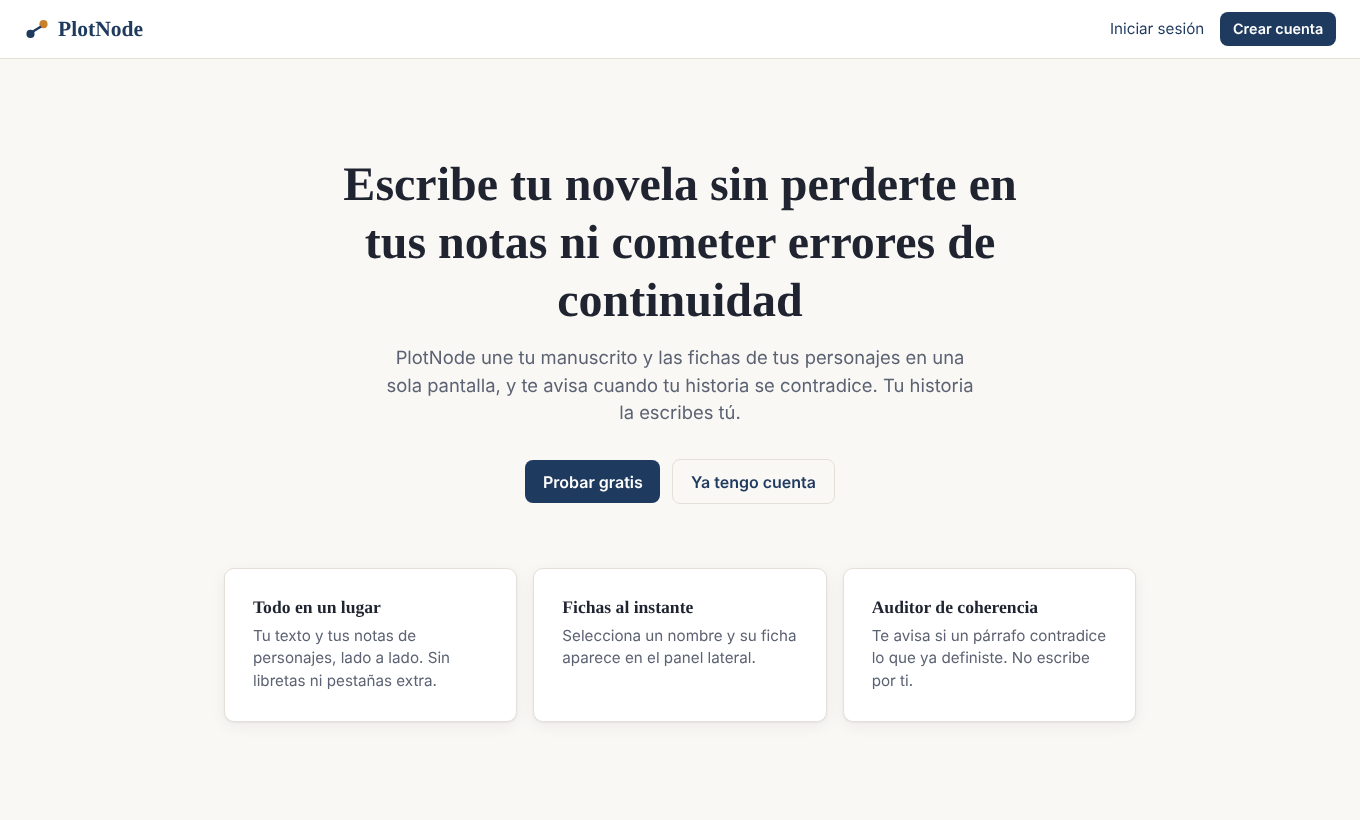 PlotNode
Iniciar sesión
Crear cuenta
Escribe tu novela sin perderte en
tus notas ni cometer errores de
continuidad
PlotNode une tu manuscrito y las fichas de tus personajes en una
sola pantalla, y te avisa cuando tu historia se contradice. Tu historia
la escribes tú.
Probar gratis
Ya tengo cuenta
Todo en un lugar
Tu texto y tus notas de
personajes, lado a lado. Sin
libretas ni pestañas extra.
Fichas al instante
Selecciona un nombre y su ficha
aparece en el panel lateral.
Auditor de coherencia
Te avisa si un párrafo contradice
lo que ya definiste. No escribe
por ti.